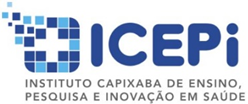 ICEPi
INSTITUTO CAPIXABA DE ENSINO,
PESQUISA E INOVAÇÃO EM SAÚDE